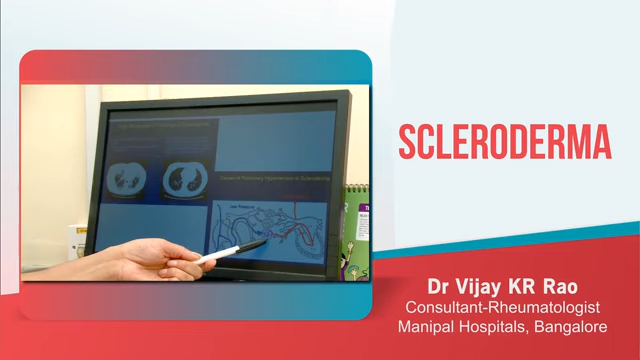 SCLERODERMA
Dr Vijay KR Rao
Consultant-Rheumatologist
Manipal Hospitals, Bangalore